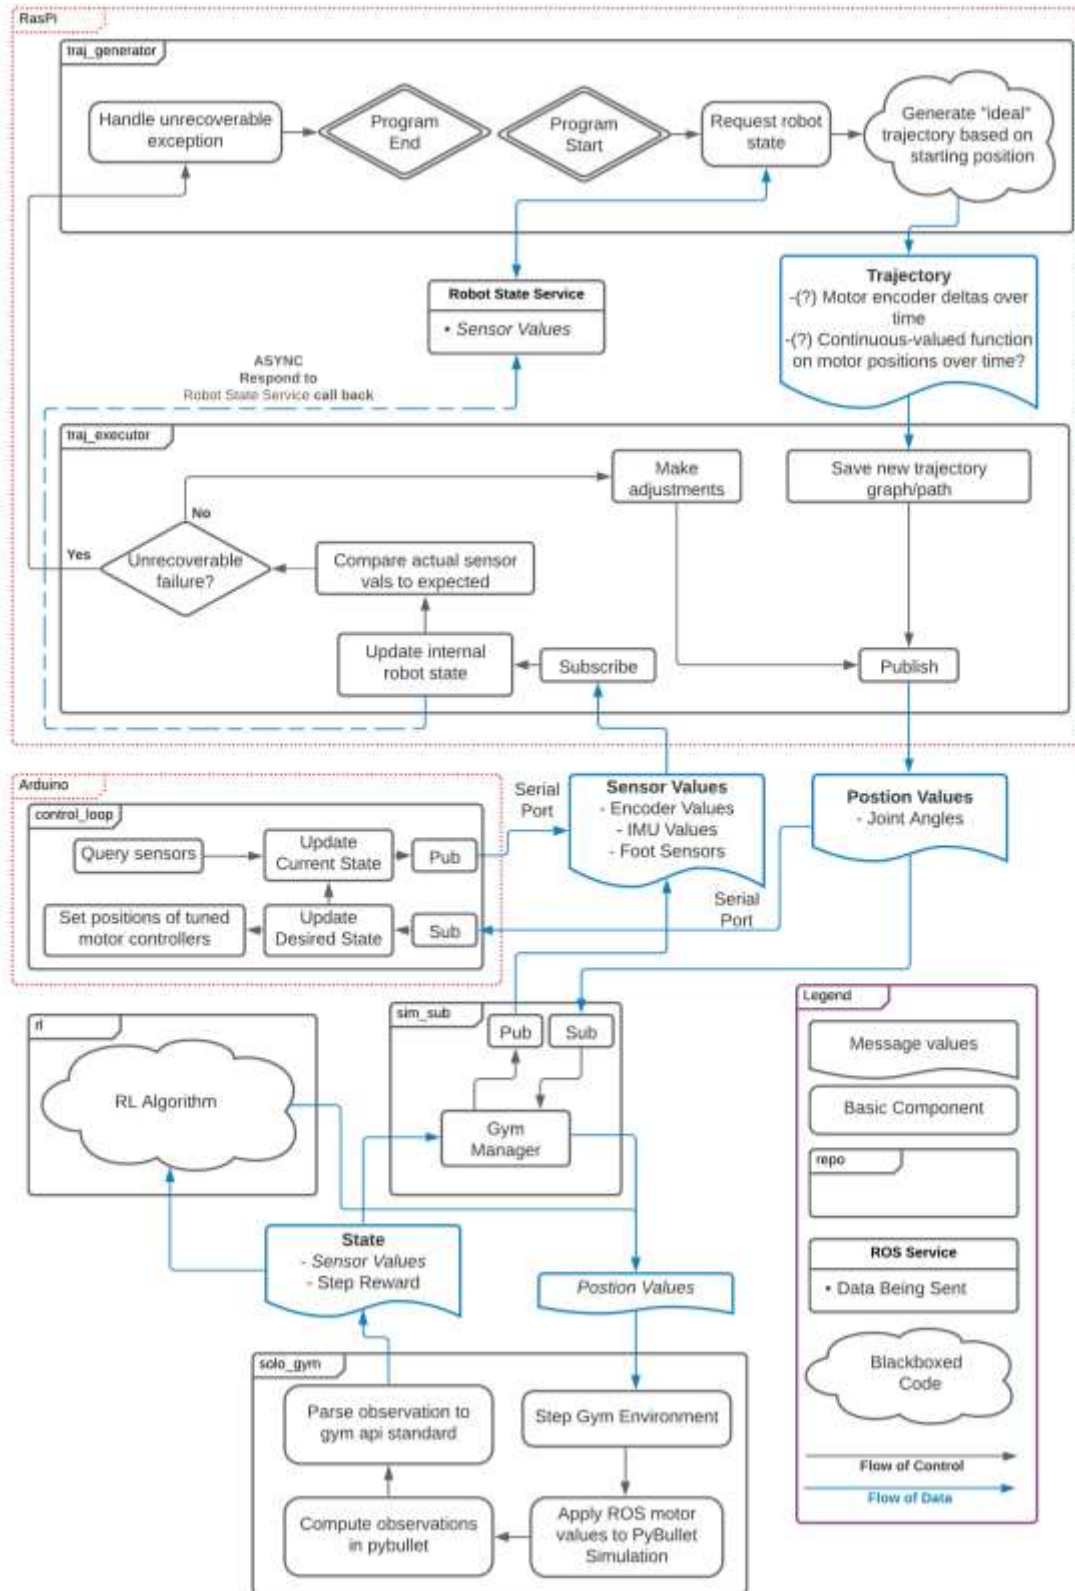 RasPi
traj_generator
Handle unrecoverable
exception
Program
End
Program
Start
Request robot
state
Generate "ideal"
trajectory based on
starting position
Robot State Service
• Sensor Values
Trajectory
-(?) Motor encoder deltas over
time
-(?) Continuous-valued function
on motor positions over time?
ASYNC
Respond to
Robot State Service call back
traj_executor
Make
adjustments
Save new trajectory
graph/path
No
Yes
Unrecoverable
failure?
Compare actual sensor
vals to expected
Update internal
robot state
Subscribe
Publish
Arduino
control_loop
Query sensors
Update
Current State
Pub
Serial
Port
Sensor Values
- Encoder Values
- IMU Values
- Foot Sensors
Postion Values
- Joint Angles
Set positions of tuned
motor controllers
Update
Desired State
Sub
Serial
Port
rl
RL Algorithm
sim_sub
Pub
Sub
Gym
Manager
State
- Sensor Values
- Step Reward
Postion Values
solo_gym
Parse observation to
gym api standard
Step Gym Environment
Compute observations
in pybullet
Apply ROS motor
values to PyBullet
Simulation
Legend
Message values
Basic Component
repo
ROS Service
• Data Being Sent
Blackboxed
Code
Flow of Control
Flow of Data